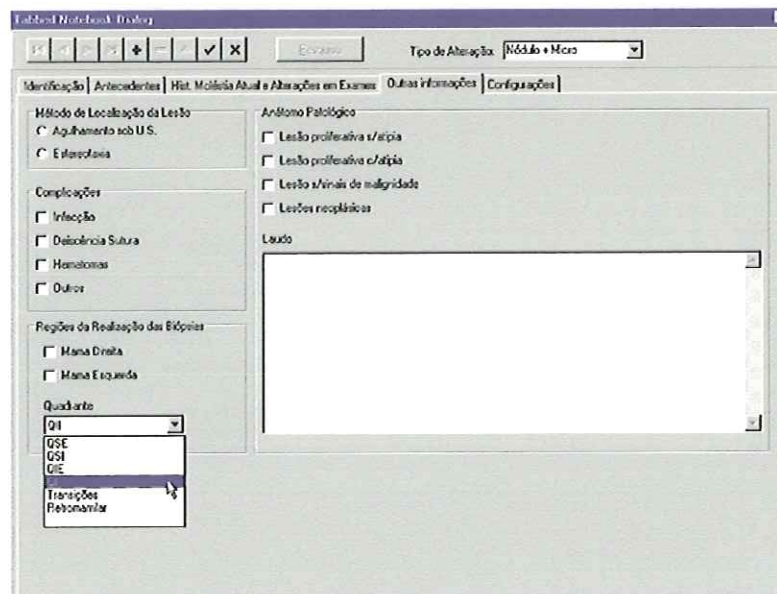 Tabbed Notebook Dialog
Pesquisa
Tipo de Alteração: Nódulo + Micro
Identificação
Antecedentes
Hist. Moléstia Atual e Alterações em Exames
Outras informações
Configurações
Método de Localização da Lesão
Agulhamento sob U.S.
Estereotaxia
Complicações
Infecção
Deiscência Sutura
Hematomas
Outros
Regiões da Realização das Biópsias
Mama Direita
Mama Esquerda
Quadrante
QII
QSE
QSI
QIE
Transições
Retromamilar
Anátomo Patológico
Lesão proliferativa s/atipia
Lesão proliferativa c/atipia
Lesão s/sinais de malignidade
Lesões neoplásicas
Laudo